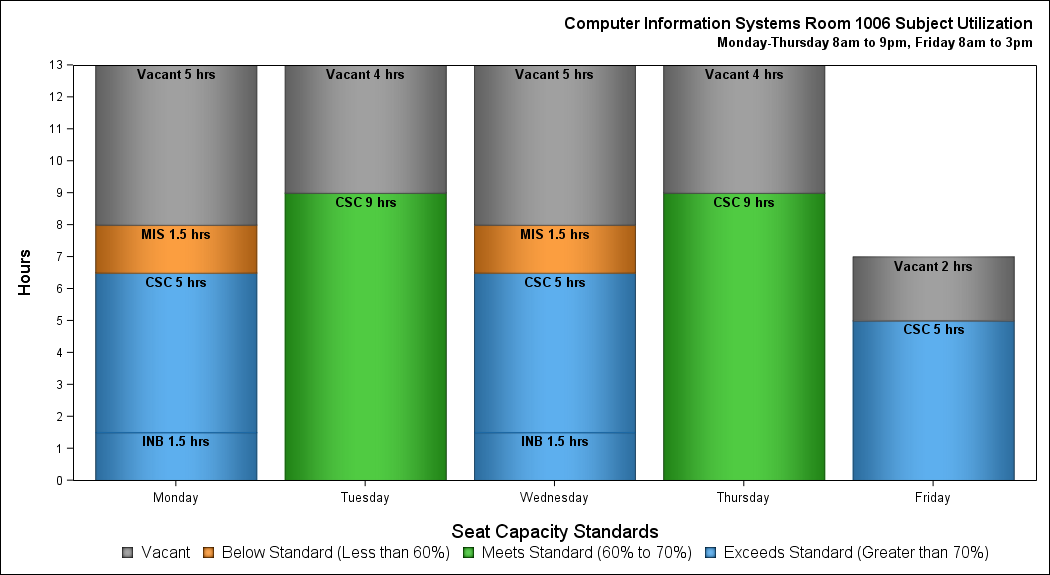 Computer Information Systems Room 1006 Subject Utilization
Monday-Thursday 8am to 9pm, Friday 8am to 3pm
Hours
13
12
11
10
9
8
7
6
5
4
3
2
1
0
Vacant 5 hrs
MIS 1.5 hrs
CSC 5 hrs
INB 1.5 hrs
Vacant 4 hrs
CSC 9 hrs
Vacant 5 hrs
MIS 1.5 hrs
CSC 5 hrs
INB 1.5 hrs
Vacant 4 hrs
CSC 9 hrs
Vacant 2 hrs
CSC 5 hrs
Monday Tuesday Wednesday Thursday Friday
Seat Capacity Standards
Vacant Below Standard (Less than 60%) Meets Standard (60% to 70%) Exceeds Standard (Greater than 70%)